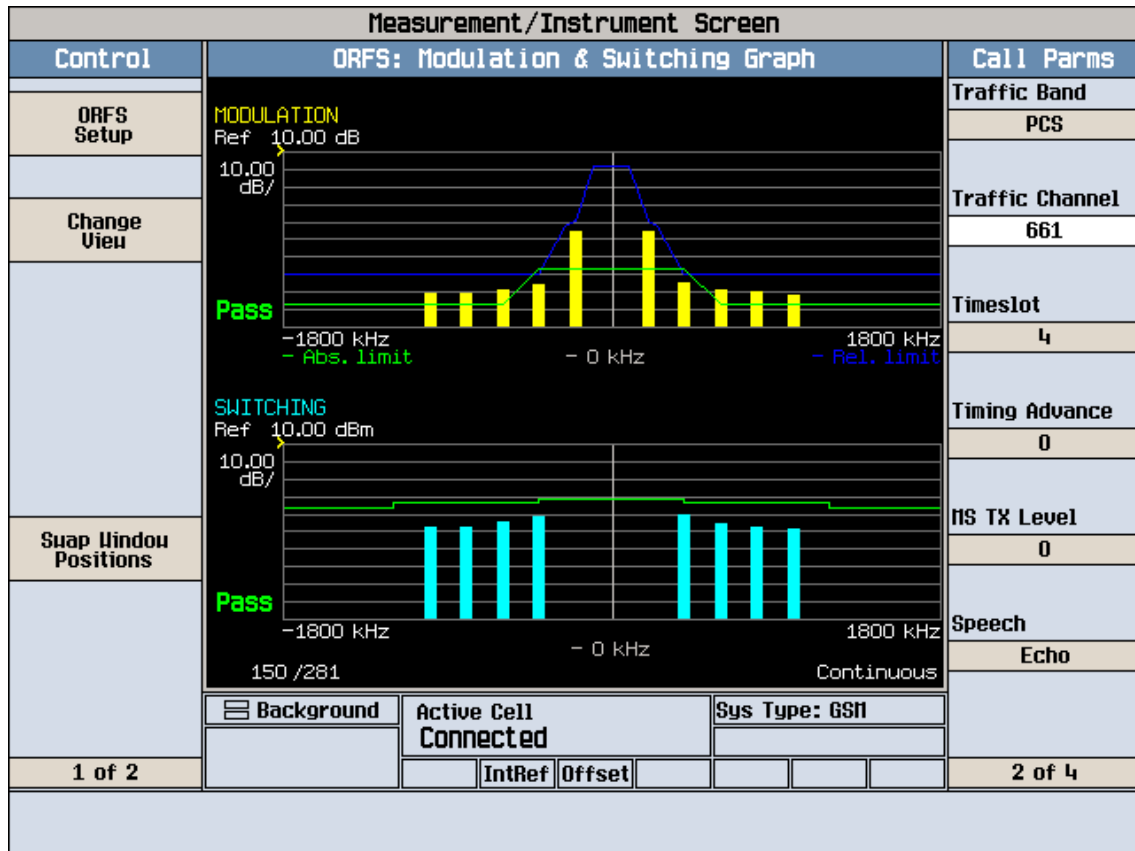 Measurement/Instrument Screen
Control
ORFS: Modulation & Switching Graph
Call Parms
ORFS
Setup
Change
View
Swap Window
Positions
1 of 2
MODULATION
Ref 10.00 dB
10.00
dB/
Pass
-1800 kHz
1800 kHz
- Abs. limit
- 0 kHz
- Rel. limit
SWITCHING
Ref 10.00 dBm
10.00
dB/
Pass
-1800 kHz
1800 kHz
- 0 kHz
150 /281
Continuous
Background
Active Cell
Connected
Sys Type: GSM
IntRef
Offset
Traffic Band
PCS
Traffic Channel
661
Timeslot
4
Timing Advance
0
MS TX Level
0
Speech
Echo
2 of 4